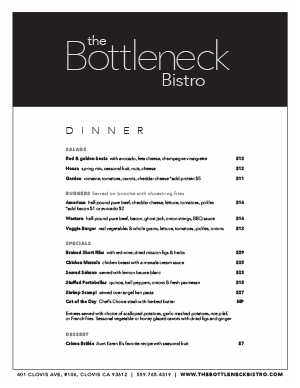 the
Bottleneck
Bistro
DINNER
SALADS
Red & golden beets with avocado, feta cheese, champagne vinaigrette $12
House spring mix, seasonal fruit, nuts, cheese $12
Garden romaine, tomatoes, carrots, cheddar cheese *add protein $5 $11
BURGERS Served on brioche with shoestring fries
American half-pound pure beef, cheddar cheese, lettuce, tomatoes, pickles $14
*add bacon $1 or avocado $2
Western half-pound pure beef, bacon, ghost jack, onion strings, BBQ sauce $14
Veggie Burger real vegetables & whole grains, lettuce, tomatoes, pickles, onions $12
SPECIALS
Braised Short Ribs with red wine, dried mission figs & herbs $29
Chicken Marsala chicken breast with a marsala cream sauce $25
Seared Salmon served with lemon beurre blanc $23
Stuffed Portobellos quinoa, bell peppers, onions & fresh parmesan $18
Shrimp Scampi served over angel hair pasta $27
Cut of the Day Chef's Choice steak with herbed butter MP
Entrées served with choice of scalloped potatoes, garlic mashed potatoes, rice pilaf,
or French fries. Seasonal vegetable or honey glazed carrots with dried figs and ginger
DESSERT
Crème Brûlée Aunt Karen B's favorite recipe with seasonal fruit $7
401 CLOVIS AVE, #106, CLOVIS CA 93612 | 559.765.4319 | WWW.THEBOTTLENECKBISTRO.COM